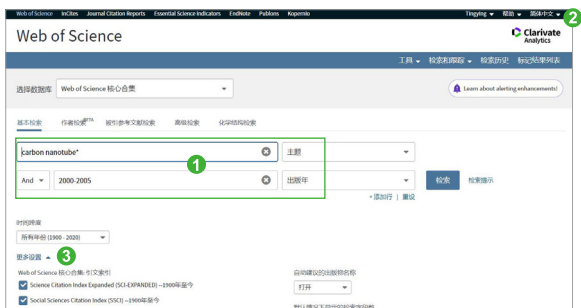 Web of Science InCites Journal Citation Reports Essential Science Indicators EndNote Publons Kopernio Tingying 帮助 简体中文 2
Web of Science Clarivate Analytics
工具 检索和跟踪 检索历史 标记结果列表
选择数据库 Web of Science 核心合集 Learn about alerting enhancements!
基本检索 作者检索BETA 被引参考文献检索 高级检索 化学结构检索
carbon nanotube* 主题
1
And 2000-2005 出版年 检索 检索提示
+添加行 | 重设
时间跨度
所有年份 (1900 - 2020)
更多设置 3
Web of Science 核心合集: 引文索引 自动建议的出版物名称
Science Citation Index Expanded (SCI-EXPANDED) --1900年至今 打开
Social Sciences Citation Index (SSCI) --1900年至今